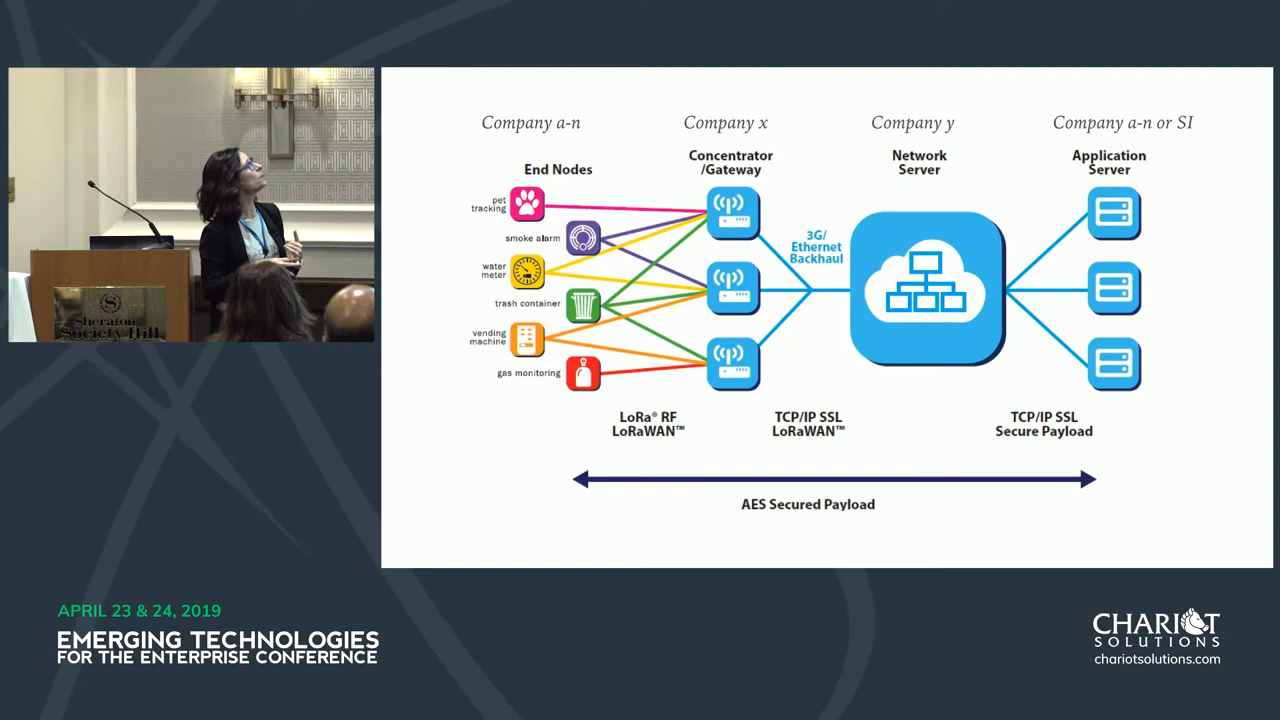 Company a-n
Company x
Company y
Company a-n or SI
End Nodes
Concentrator
/Gateway
Network
Server
Application
Server
pet
tracking
smoke alarm
water
meter
trash container
vending
machine
gas monitoring
3G/
Ethernet
Backhaul
LoRa® RF
LoRaWAN™
TCP/IP SSL
LoRaWAN™
TCP/IP SSL
Secure Payload
AES Secured Payload
S
Sheraton
Society Hill
APRIL 23 & 24, 2019
EMERGING TECHNOLOGIES
FOR THE ENTERPRISE CONFERENCE
CHARIOT
SOLUTIONS
chariotsolutions.com